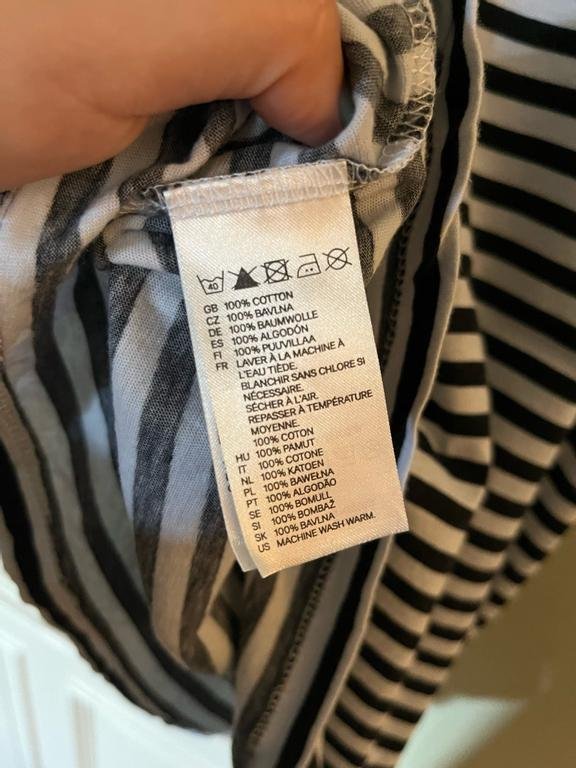 40
GB 100% COTTON
CZ 100% BAVLNA
DE 100% BAUMWOLLE
ES 100% ALGODÓN
FI 100% PUUVILLAA
FR LAVER À LA MACHINE À
L'EAU TIÈDE.
BLANCHIR SANS CHLORE SI
NÉCESSAIRE.
SÉCHER À L'AIR.
REPASSER À TEMPÉRATURE
MOYENNE.
100% COTON
HU 100% PAMUT
IT 100% COTONE
NL 100% KATOEN
PL 100% BAWEŁNA
PT 100% ALGODÃO
SE 100% BOMULL
SI 100% BOMBAŽ
SK 100% BAVLNA
US MACHINE WASH WARM.